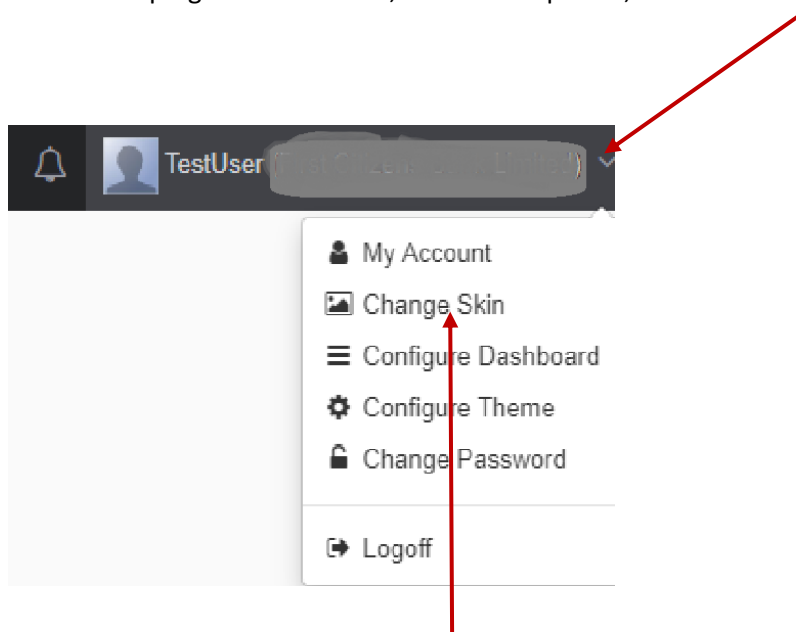 TestUser )
My Account
Change Skin
Configure Dashboard
Configure Theme
Change Password
Logoff